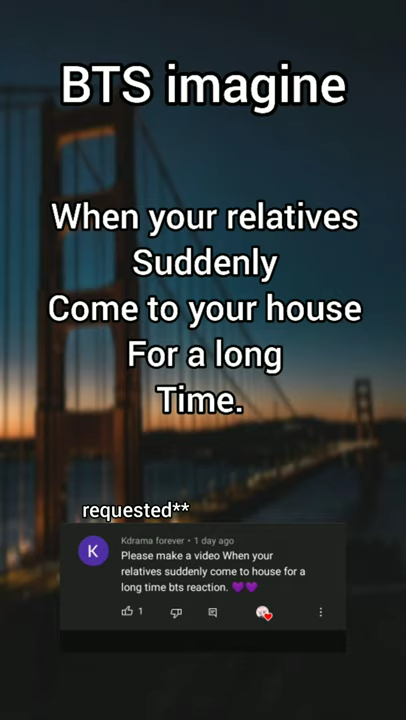 BTS imagine
When your relatives
Suddenly
Come to your house
For a long
Time.
requested**
K
Kdrama forever • 1 day ago
Please make a video When your
relatives suddenly come to house for a
long time bts reaction. 💜💜
1